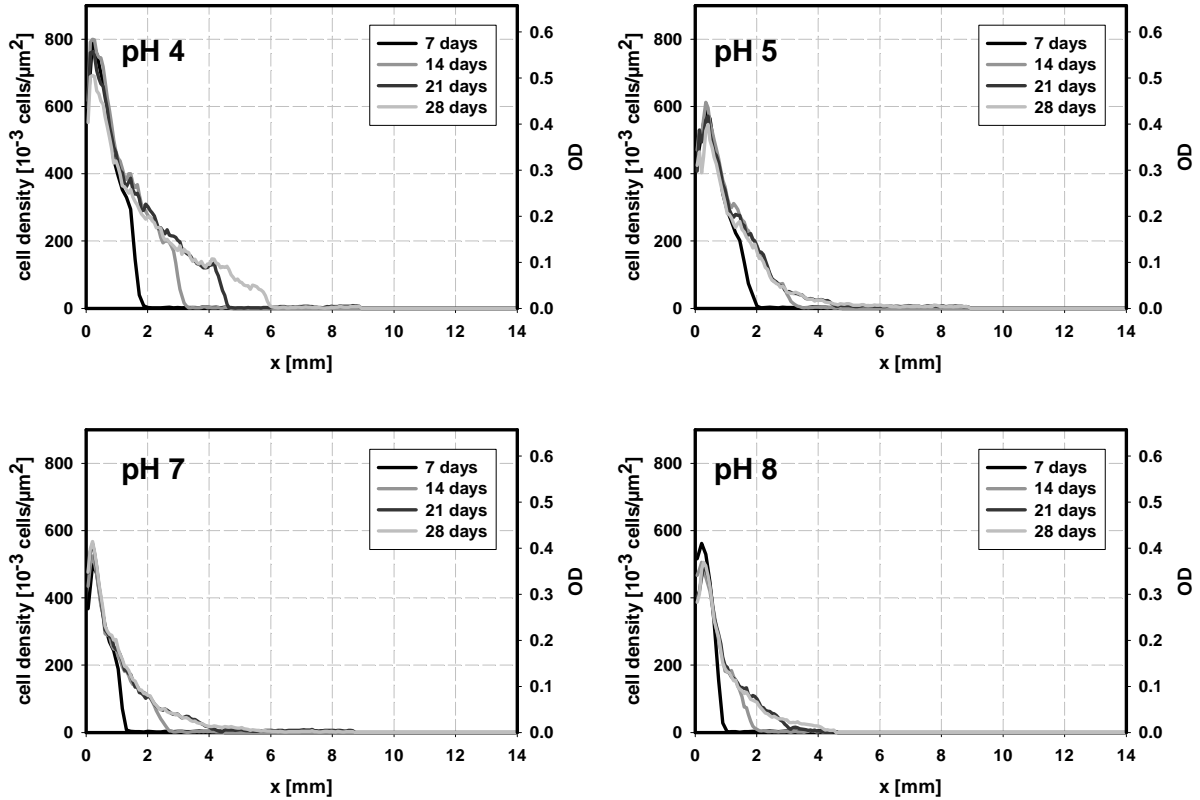 pH 4
7 days
14 days
21 days
28 days
800
600
400
200
0
cell density [10⁻³ cells/µm²]
0.6
0.5
0.4
0.3
0.2
0.1
0.0
OD
0 2 4 6 8 10 12 14
x [mm]
pH 5
7 days
14 days
21 days
28 days
800
600
400
200
0
cell density [10⁻³ cells/µm²]
0.6
0.5
0.4
0.3
0.2
0.1
0.0
OD
0 2 4 6 8 10 12 14
x [mm]
pH 7
7 days
14 days
21 days
28 days
800
600
400
200
0
cell density [10⁻³ cells/µm²]
0.6
0.5
0.4
0.3
0.2
0.1
0.0
OD
0 2 4 6 8 10 12 14
x [mm]
pH 8
7 days
14 days
21 days
28 days
800
600
400
200
0
cell density [10⁻³ cells/µm²]
0.6
0.5
0.4
0.3
0.2
0.1
0.0
OD
0 2 4 6 8 10 12 14
x [mm]